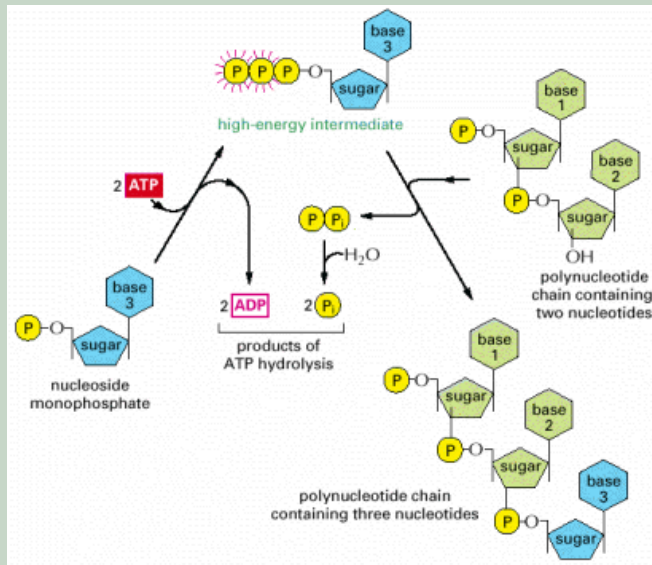 base
3
P P P O
sugar
high-energy intermediate
base
1
P O
sugar
base
2
P O
sugar
OH
polynucleotide
chain containing
two nucleotides
2 ATP
P Pi
H2O
base
3
P O
sugar
nucleoside
monophosphate
2 ADP
2 Pi
products of
ATP hydrolysis
base
1
P O
sugar
base
2
P O
sugar
base
3
P O
sugar
polynucleotide chain
containing three nucleotides